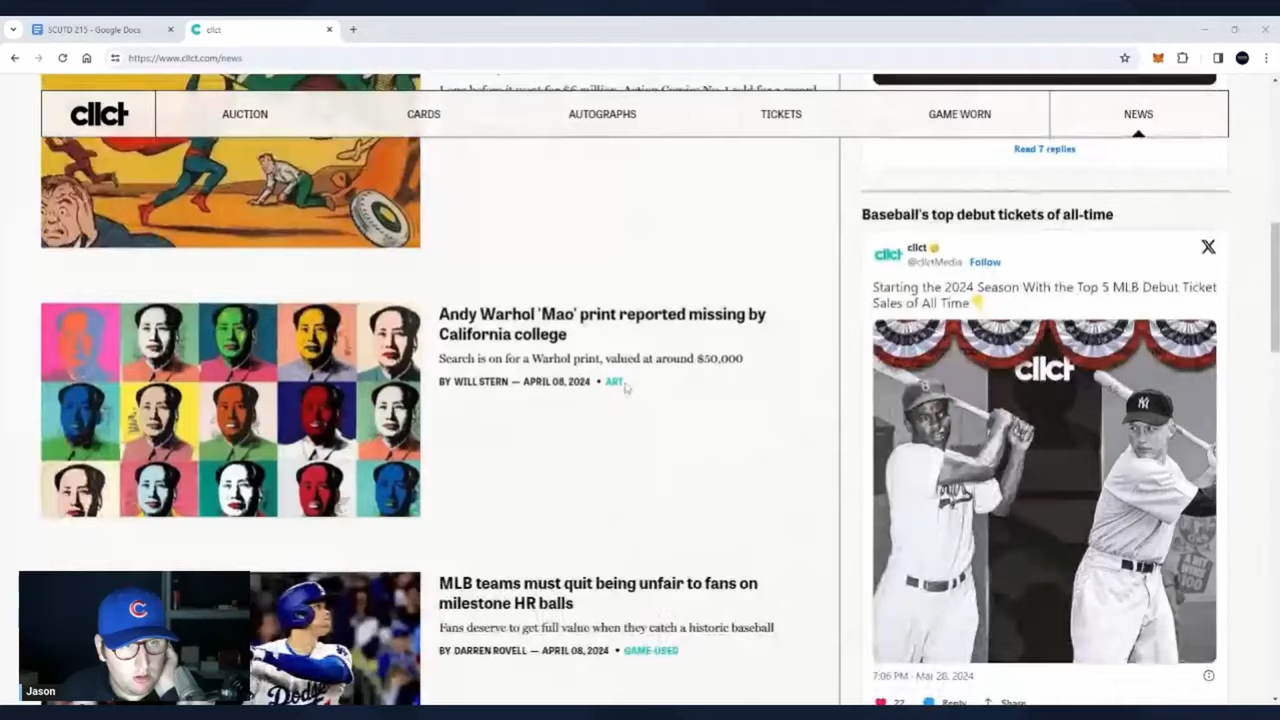 SCUTD 215 - Google Docs
cllct
https://www.cllct.com/news
cllct
AUCTION
CARDS
AUTOGRAPHS
TICKETS
GAME WORN
NEWS
Andy Warhol 'Mao' print reported missing by
California college
Search is on for a Warhol print, valued at around $50,000
BY WILL STERN — APRIL 08, 2024 • ART
MLB teams must quit being unfair to fans on
milestone HR balls
Fans deserve to get full value when they catch a historic baseball
BY DARREN ROVELL — APRIL 08, 2024 • GAME-USED
Dodge
Jason
Read 7 replies
Baseball's top debut tickets of all-time
cllct
cllct
@cllctMedia Follow
Starting the 2024 Season With the Top 5 MLB Debut Ticket
Sales of All Time
cllct
7:06 PM · Mar 28, 2024
22 Reply Share